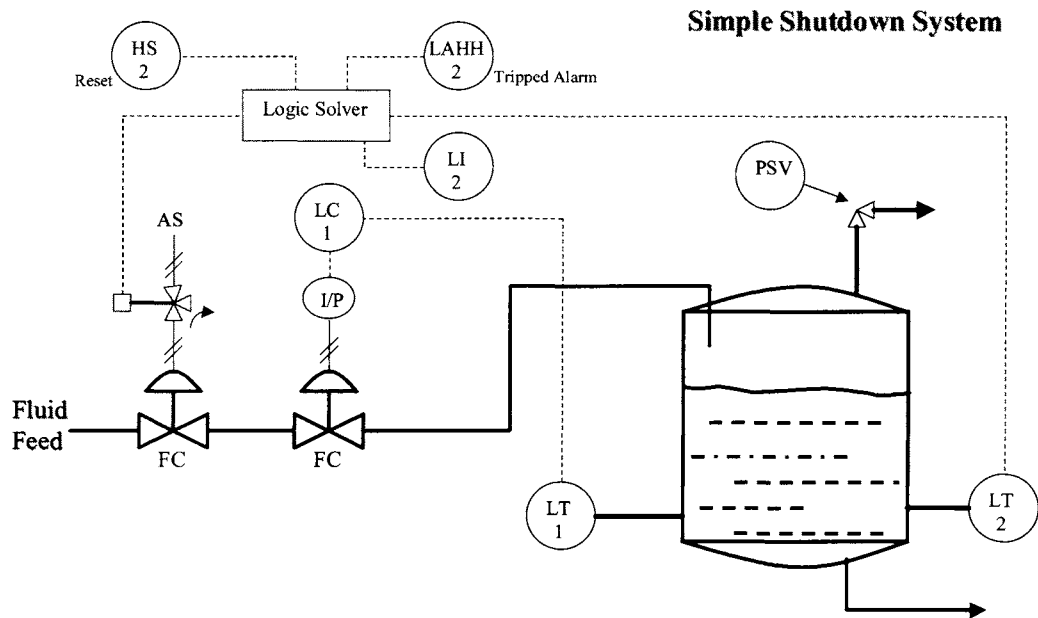 Simple Shutdown System
HS
2
Reset
LAHH
2
Tripped Alarm
Logic Solver
LI
2
PSV
AS
LC
1
I/P
Fluid
Feed
FC
FC
LT
1
LT
2